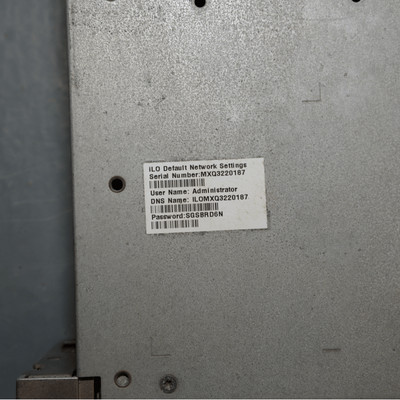 iLO Default Network Settings
Serial Number:MXQ3220187
User Name: Administrator
DNS Name: ILOMXQ3220187
Password:SGS8RD6N